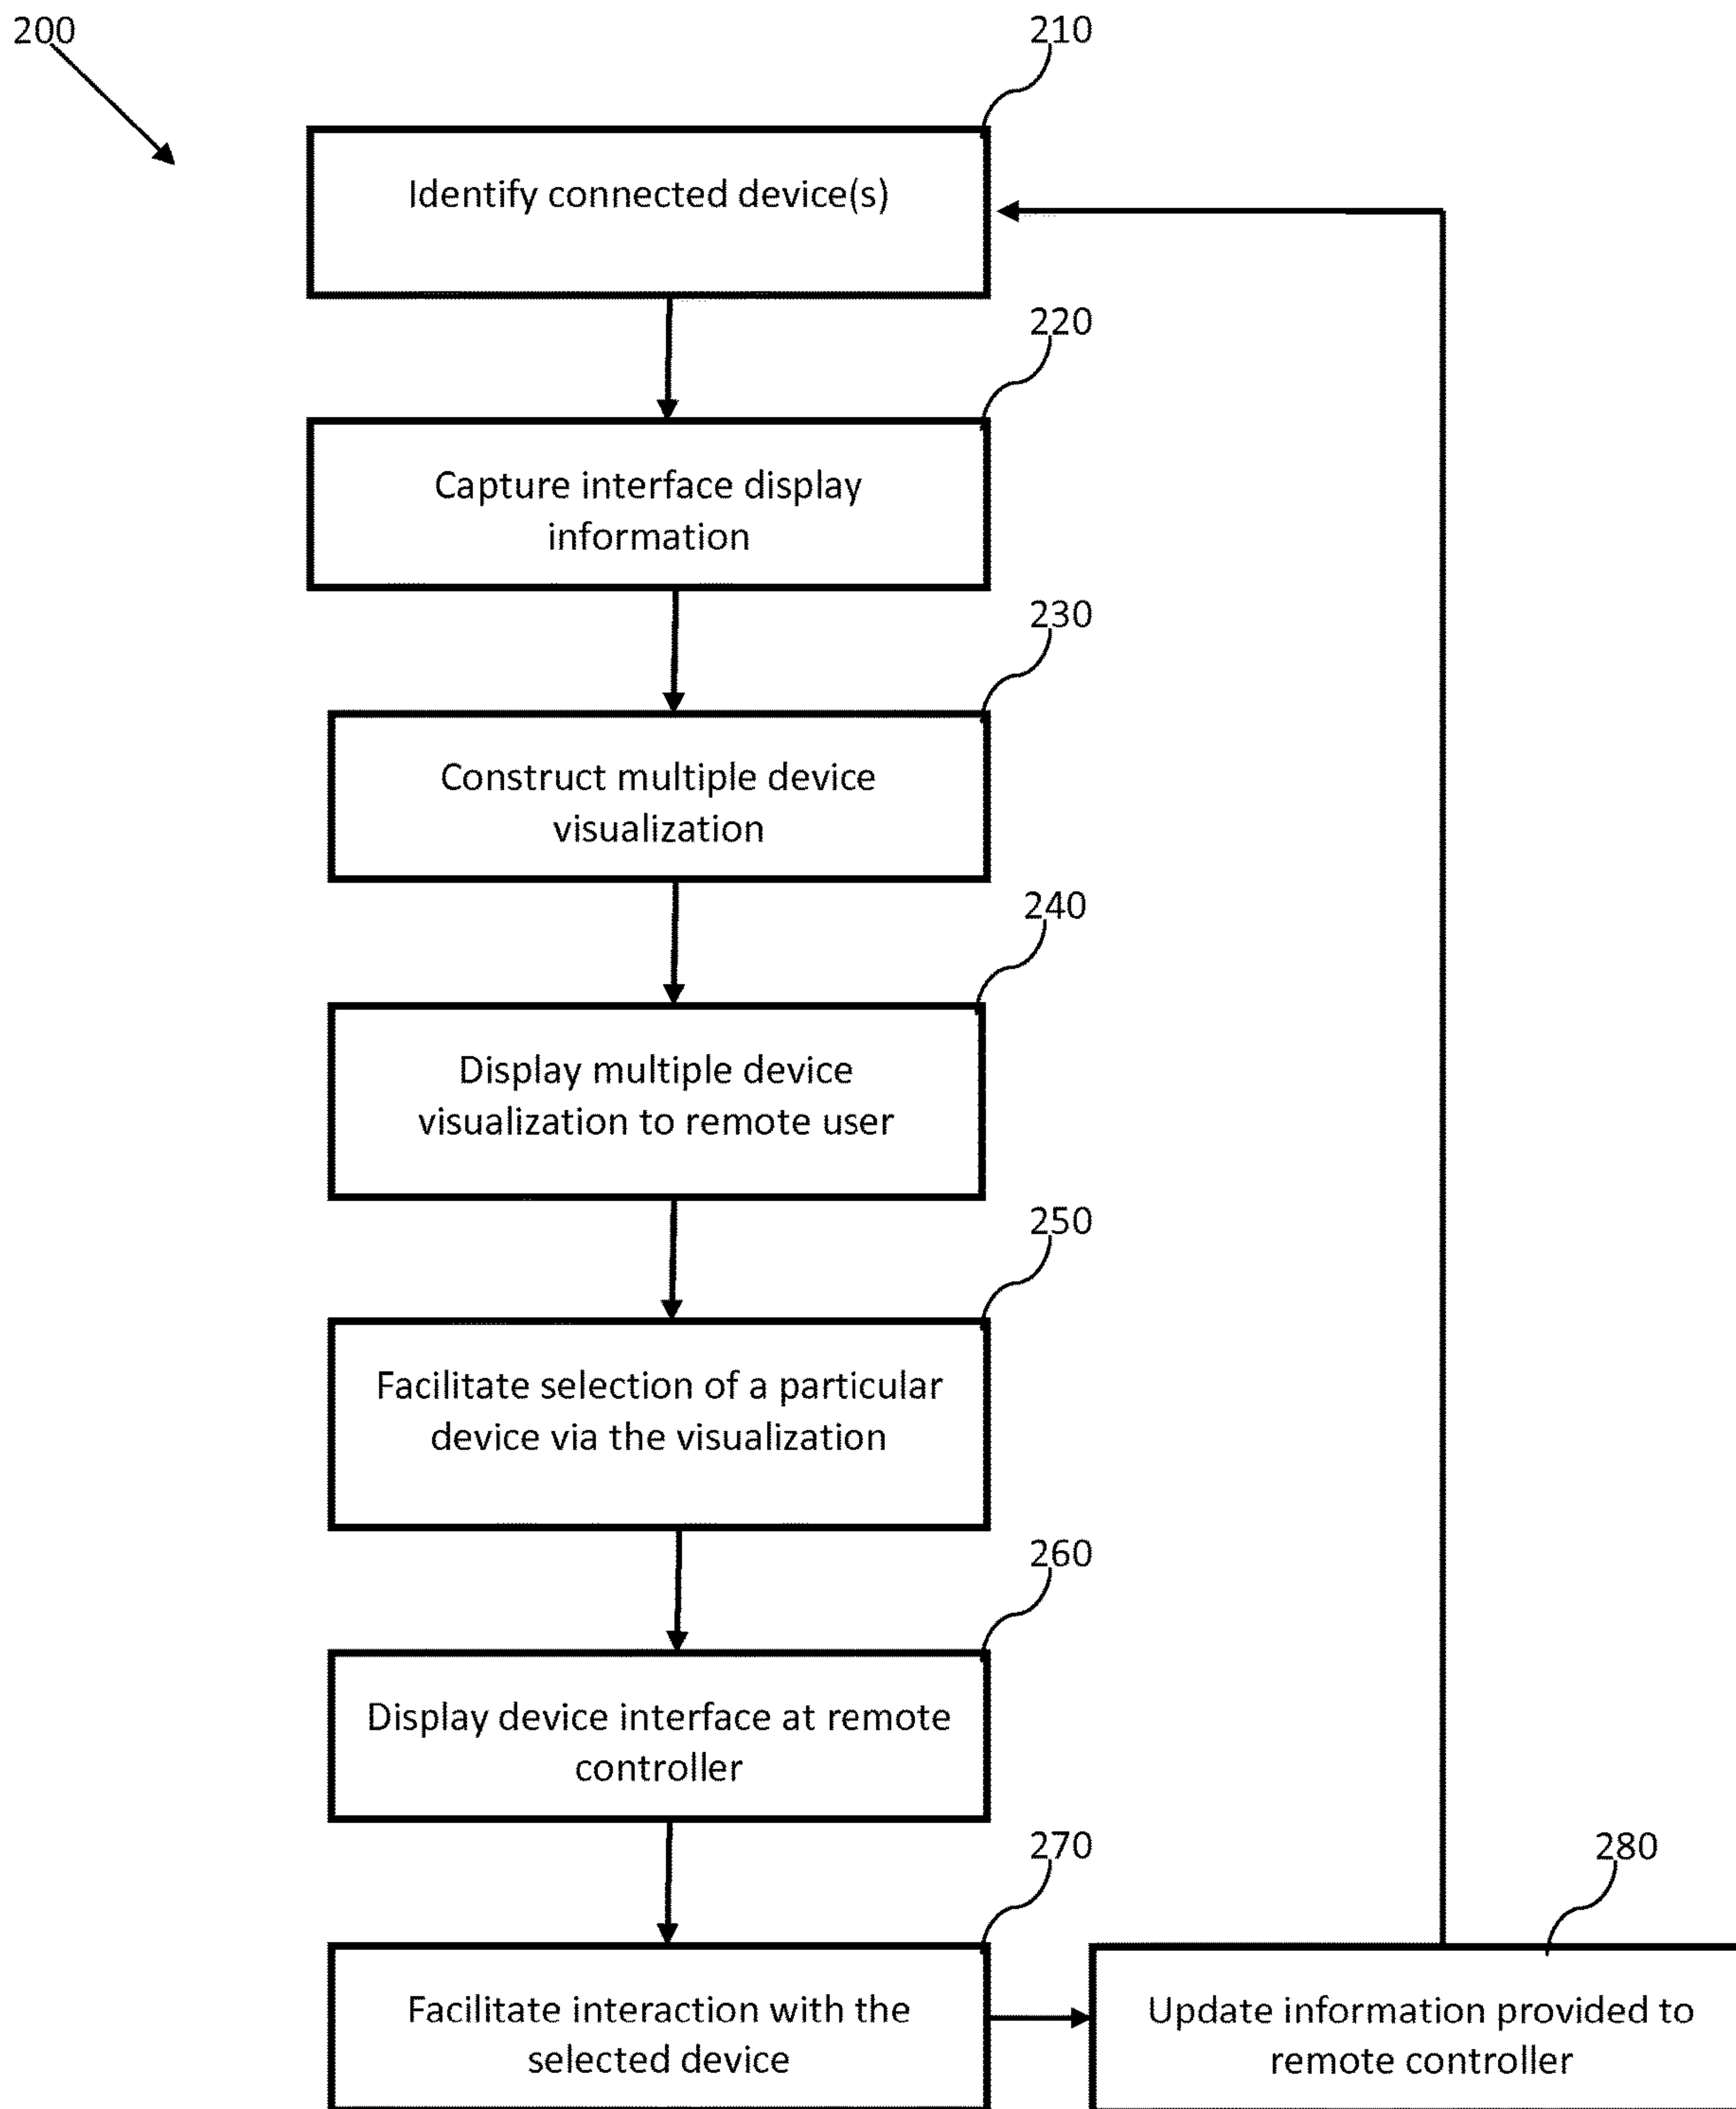 200
210
Identify connected device(s)
220
Capture interface display
information
230
Construct multiple device
visualization
240
Display multiple device
visualization to remote user
250
Facilitate selection of a particular
device via the visualization
260
Display device interface at remote
controller
270
Facilitate interaction with the
selected device
280
Update information provided to
remote controller